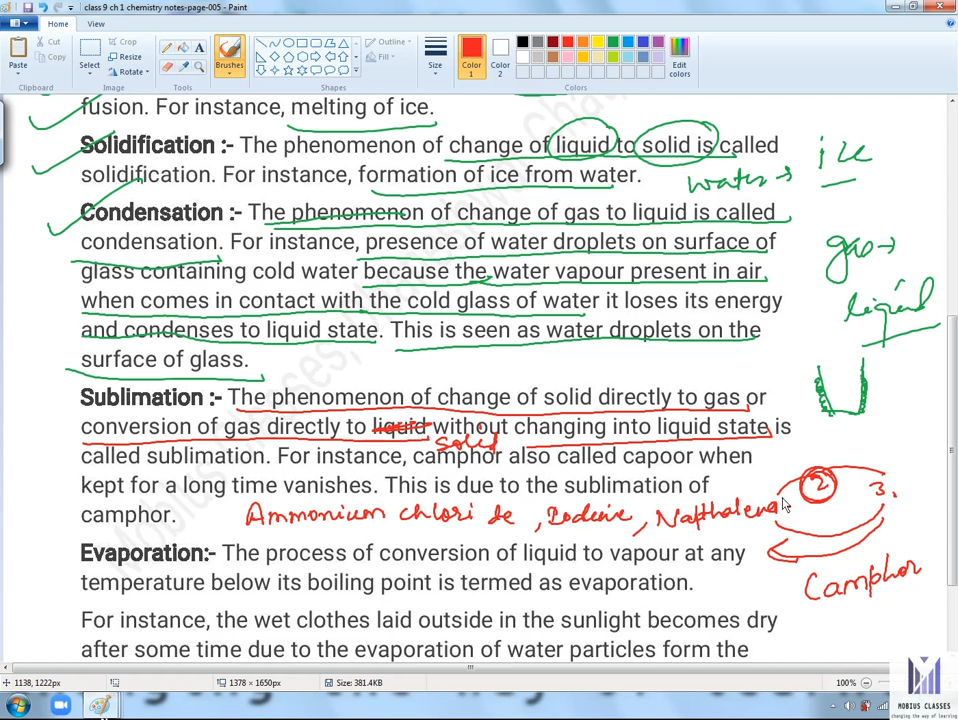 class 9 ch 1 chemistry notes-page-005 - Paint
Home View
Cut
Copy
Paste
Crop
Resize
Rotate
Select
Brushes
Outline
Fill
Size
Color 1
Color 2
Edit colors
Clipboard Image Tools Shapes Colors
fusion. For instance, melting of ice.
Solidification :- The phenomenon of change of liquid to solid is called
solidification. For instance, formation of ice from water.
water → ice
Condensation :- The phenomenon of change of gas to liquid is called
condensation. For instance, presence of water droplets on surface of
glass containing cold water because the water vapour present in air,
when comes in contact with the cold glass of water it loses its energy
and condenses to liquid state. This is seen as water droplets on the
surface of glass.
gas →
liquid
Sublimation :- The phenomenon of change of solid directly to gas or
conversion of gas directly to liquid without changing into liquid state is
solid
called sublimation. For instance, camphor also called capoor when
kept for a long time vanishes. This is due to the sublimation of
camphor.
Ammonium chloride, Iodine, Napthalena
2 3.
Camphor
Evaporation:- The process of conversion of liquid to vapour at any
temperature below its boiling point is termed as evaporation.
For instance, the wet clothes laid outside in the sunlight becomes dry
after some time due to the evaporation of water particles form the
Mobius Classes,
1138, 1222px
1378 × 1650px
Size: 381.4KB
100%
MOBIUS CLASSES
changing the way of learning